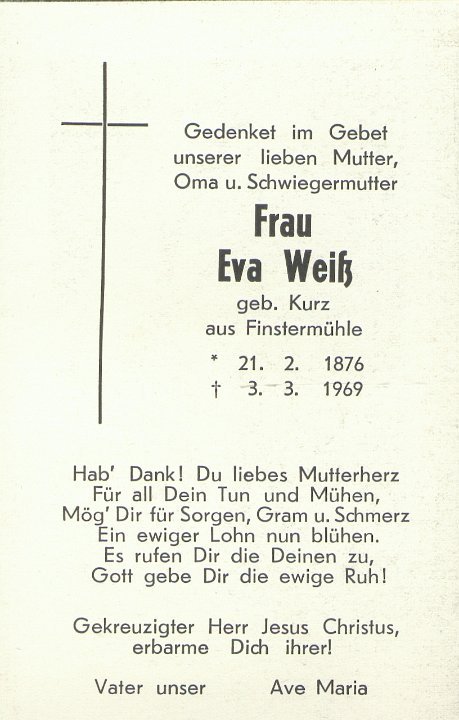 Gedenket im Gebet
unserer lieben Mutter,
Oma u. Schwiegermutter
Frau
Eva Weiß
geb. Kurz
aus Finstermühle
* 21. 2. 1876
† 3. 3. 1969
Hab' Dank! Du liebes Mutterherz
Für all Dein Tun und Mühen,
Mög' Dir für Sorgen, Gram u. Schmerz
Ein ewiger Lohn nun blühen.
Es rufen Dir die Deinen zu,
Gott gebe Dir die ewige Ruh!
Gekreuzigter Herr Jesus Christus,
erbarme Dich ihrer!
Vater unser Ave Maria